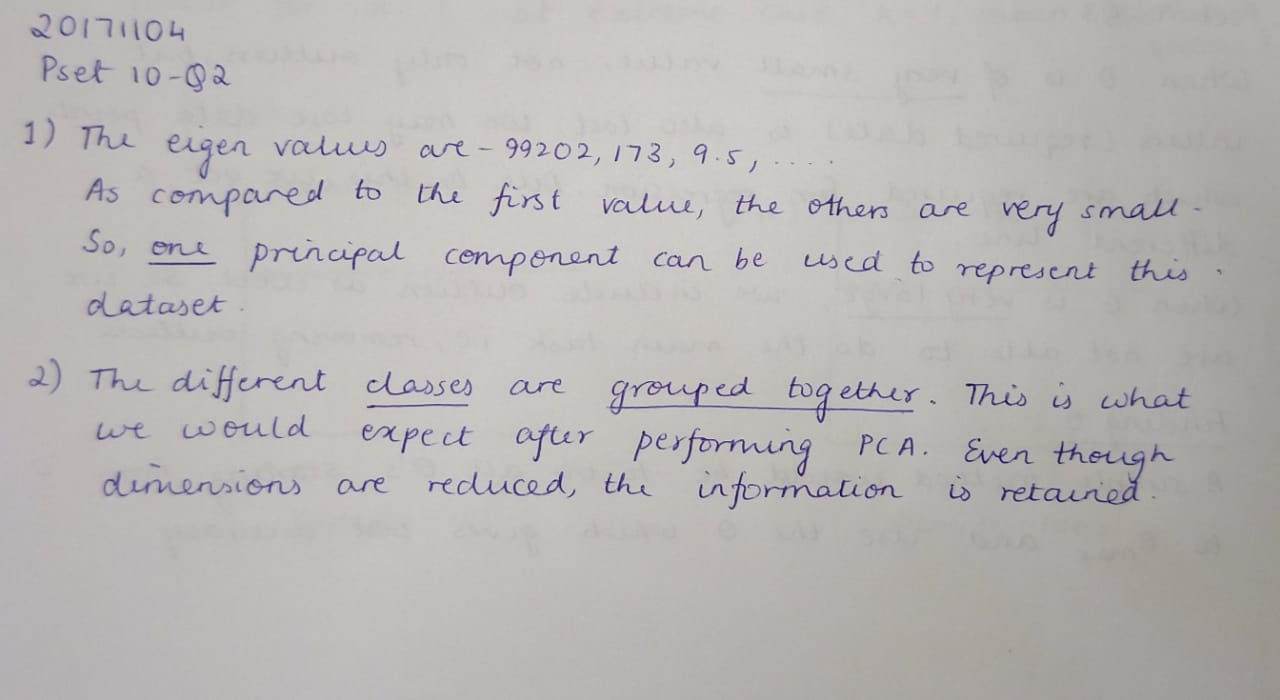 20171104
Pset 10-Q2
1) The eigen values are - 99202, 173, 9.5, ....
As compared to the first value, the others are very small.
So, one principal component can be used to represent this
dataset.
2) The different classes are grouped together. This is what
we would expect after performing PCA. Even though
dimensions are reduced, the information is retained.